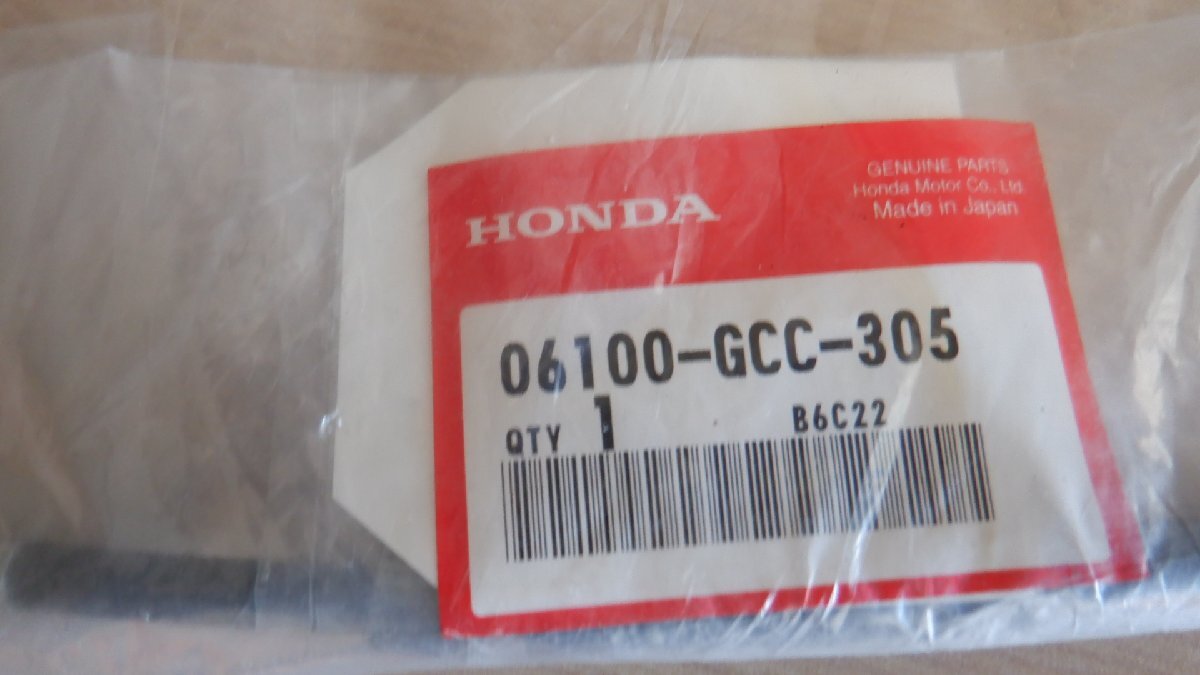 GENUINE PARTS
Honda Motor Co., Ltd.
Made in Japan
HONDA
06100-GCC-305
QTY 1 B6C22